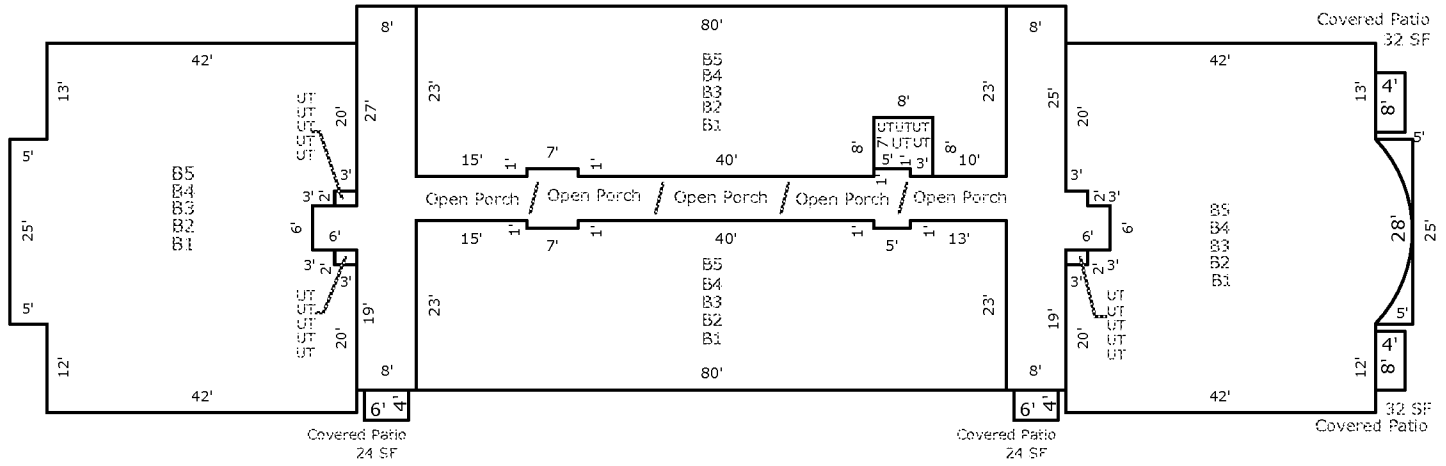 Covered Patio
32 SF
8'
80'
8'
42'
42'
13'
20'
27'
23'
B5
B4
B3
B2
B1
23'
25'
20'
13'
4'
8'
UT
UT
UT
UT
UT
8'
UTUTUT
UTUT
8'
7'
8'
5'
1'
3'
10'
1'
15'
1'
7'
1'
40'
5'
5'
3'
2'
3'
3'
2'
3'
Open Porch
Open Porch
Open Porch
Open Porch
Open Porch
B5
B4
B3
B2
B1
25'
6'
6'
3'
2'
3'
15'
1'
7'
1'
40'
1'
5'
1'
13'
6'
6'
3'
2'
3'
B5
B4
B3
B2
B1
28'
25'
B5
B4
B3
B2
B1
UT
UT
UT
UT
UT
UT
UT
UT
UT
UT
5'
12'
20'
19'
23'
23'
19'
20'
12'
5'
4'
8'
42'
8'
80'
8'
42'
6'
4'
6'
4'
Covered Patio
24 SF
Covered Patio
24 SF
32 SF
Covered Patio